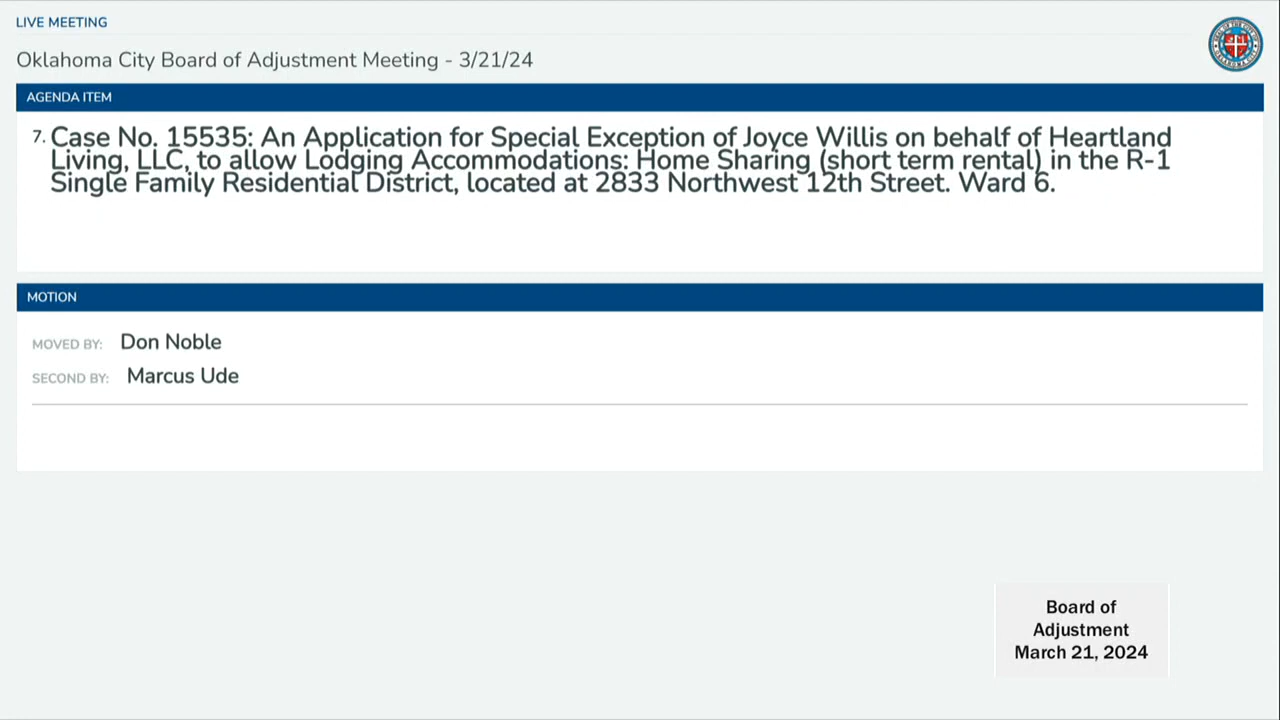 LIVE MEETING
Oklahoma City Board of Adjustment Meeting - 3/21/24
AGENDA ITEM
7. Case No. 15535: An Application for Special Exception of Joyce Willis on behalf of Heartland
Living, LLC, to allow Lodging Accommodations: Home Sharing (short term rental) in the R-1
Single Family Residential District, located at 2833 Northwest 12th Street. Ward 6.
MOTION
MOVED BY: Don Noble
SECOND BY: Marcus Ude
Board of
Adjustment
March 21, 2024